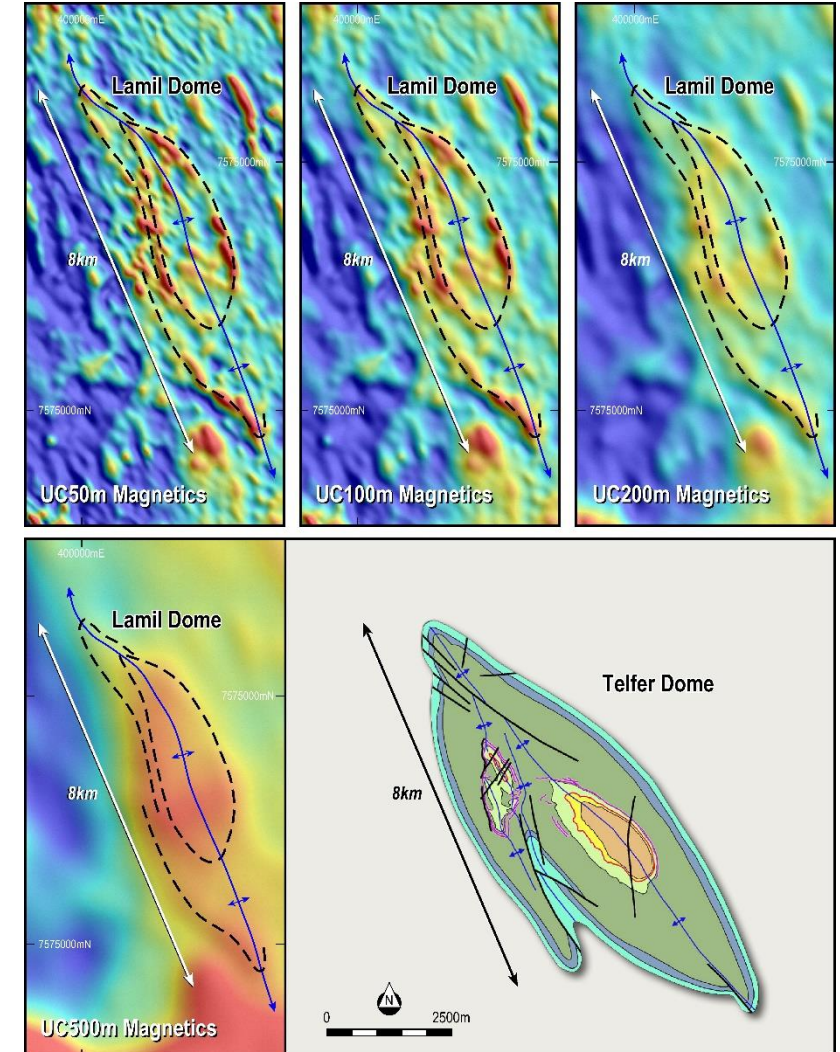 400000mE
Lamil Dome
7575000mN
8km
7575000mN
UC50m Magnetics
400000mE
Lamil Dome
7575000mN
8km
7575000mN
UC100m Magnetics
400000mE
Lamil Dome
7575000mN
8km
7575000mN
UC200m Magnetics
400000mE
Lamil Dome
7575000mN
8km
7575000mN
UC500m Magnetics
Telfer Dome
8km
N
0 2500m